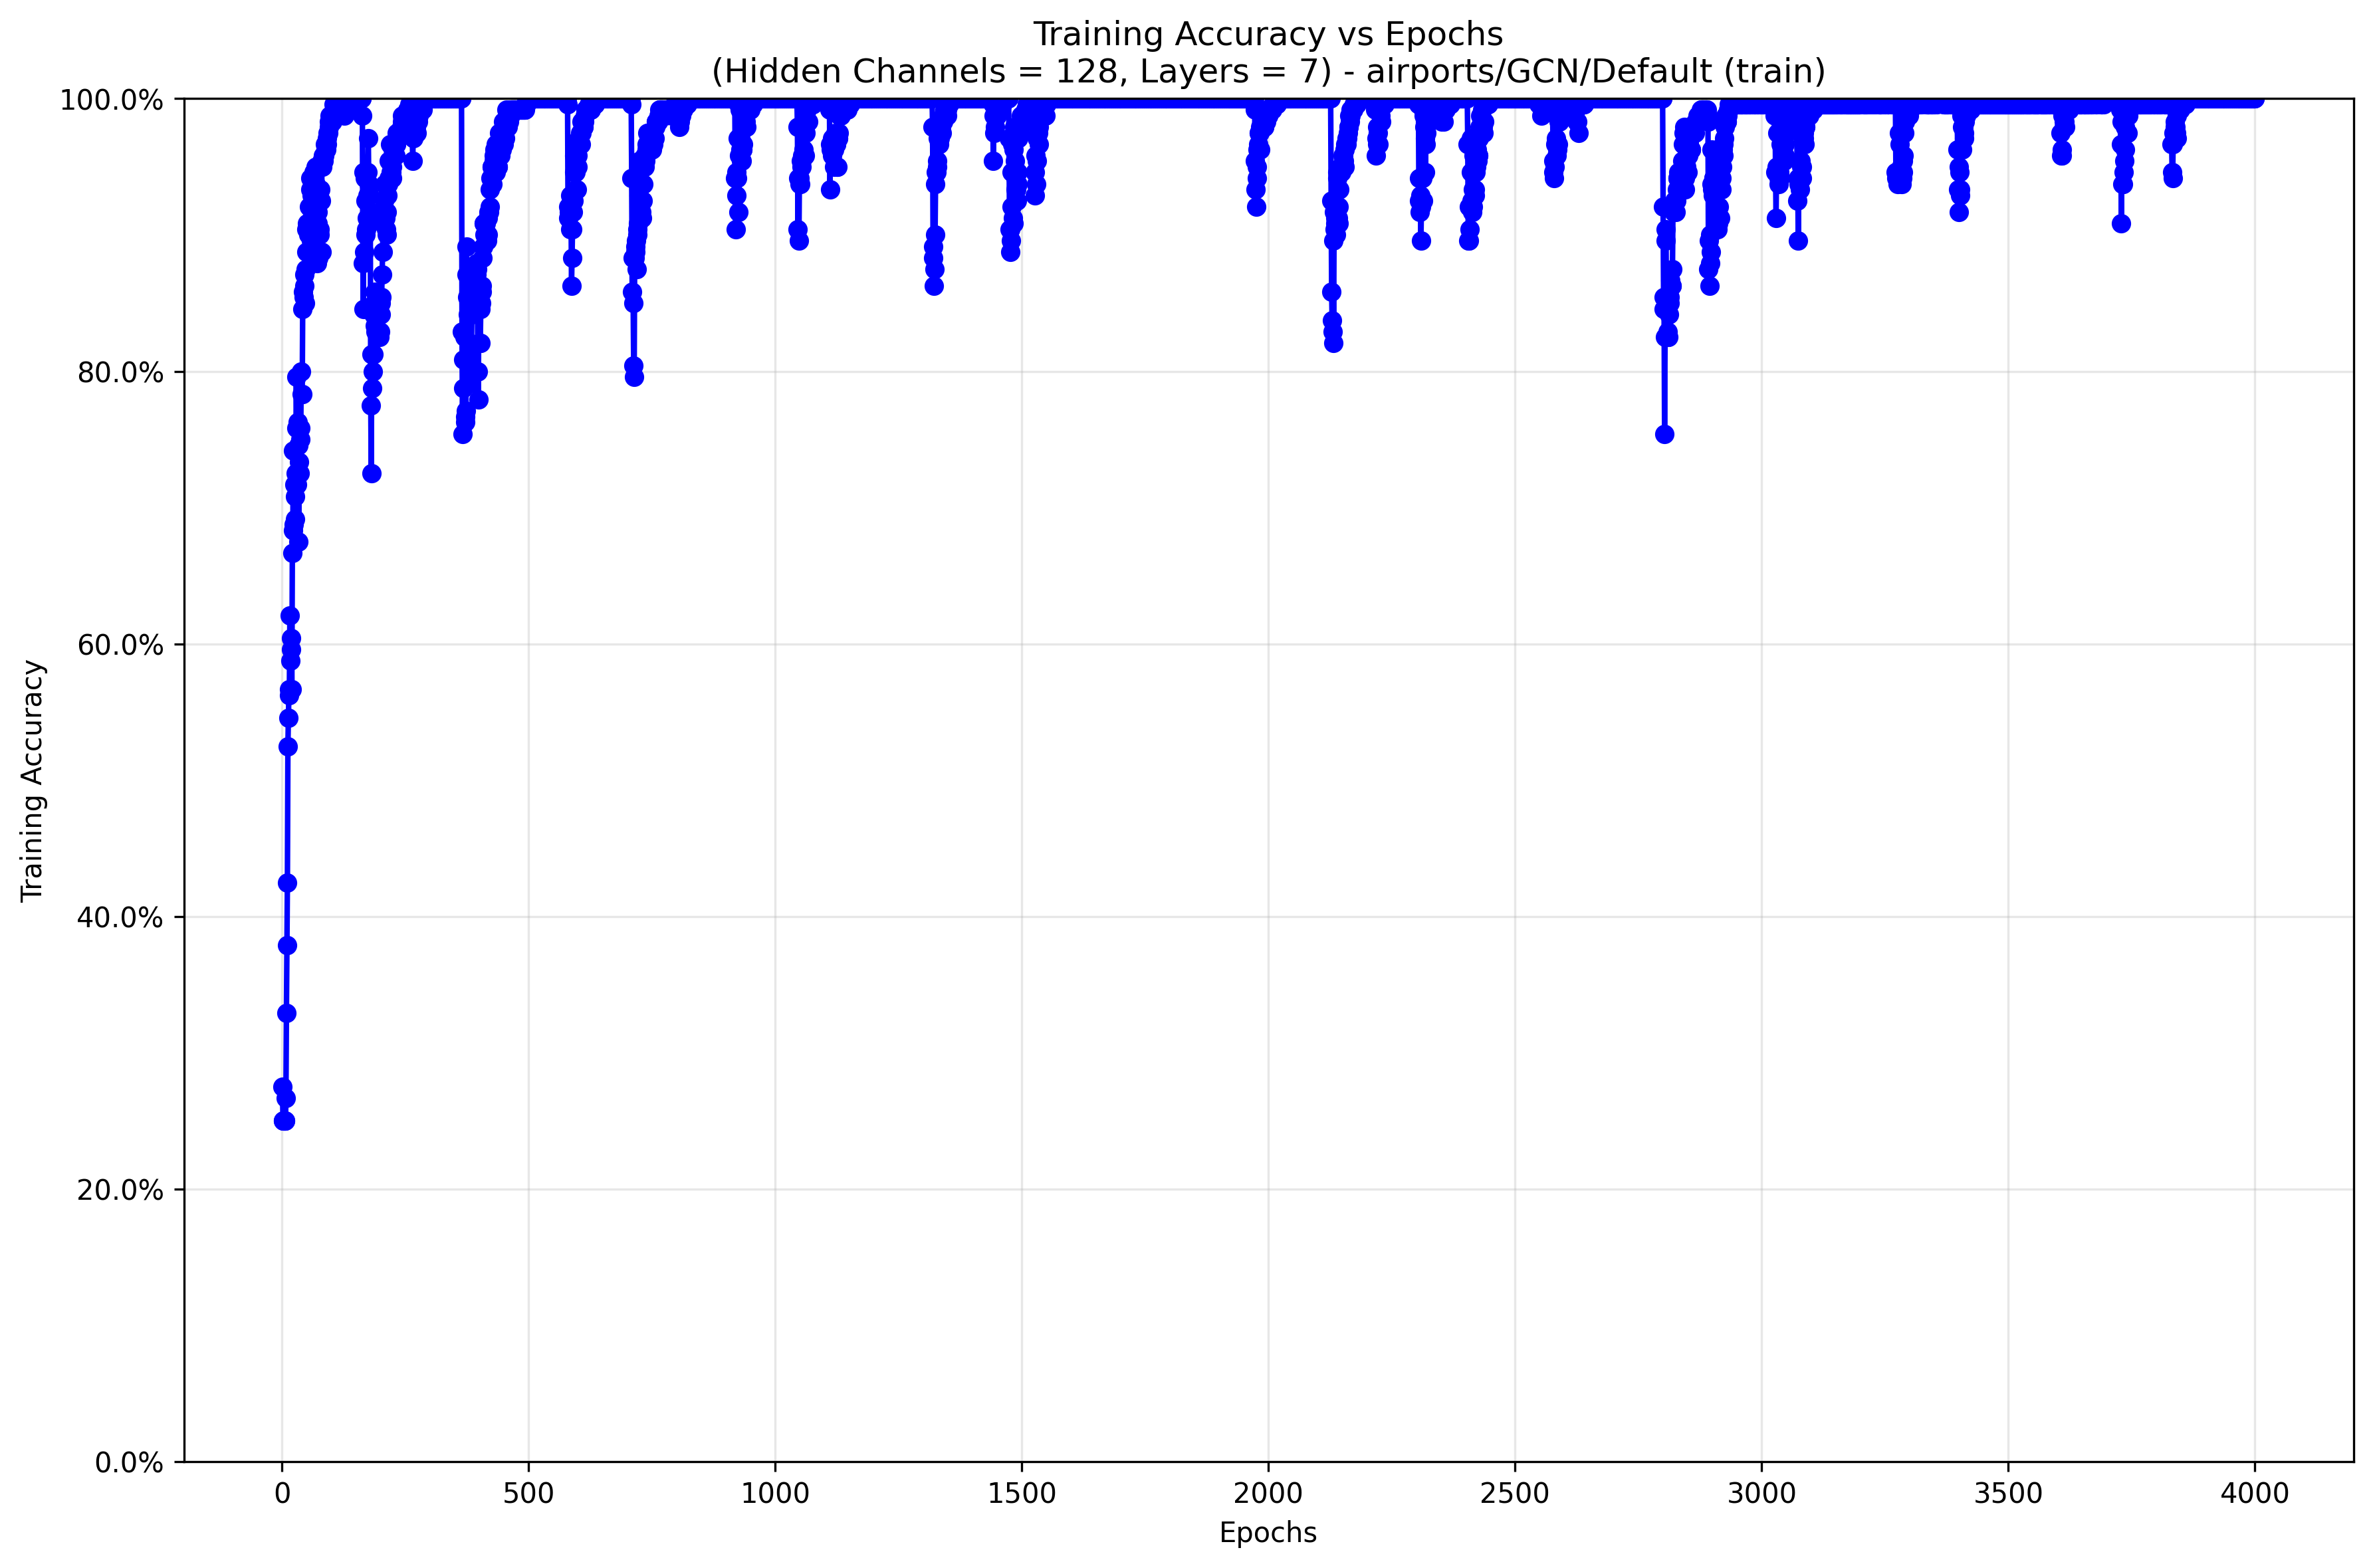 Training Accuracy vs Epochs
(Hidden Channels = 128, Layers = 7) - airports/GCN/Default (train)
100.0%
80.0%
60.0%
40.0%
20.0%
0.0%
Training Accuracy
0 500 1000 1500 2000 2500 3000 3500 4000
Epochs